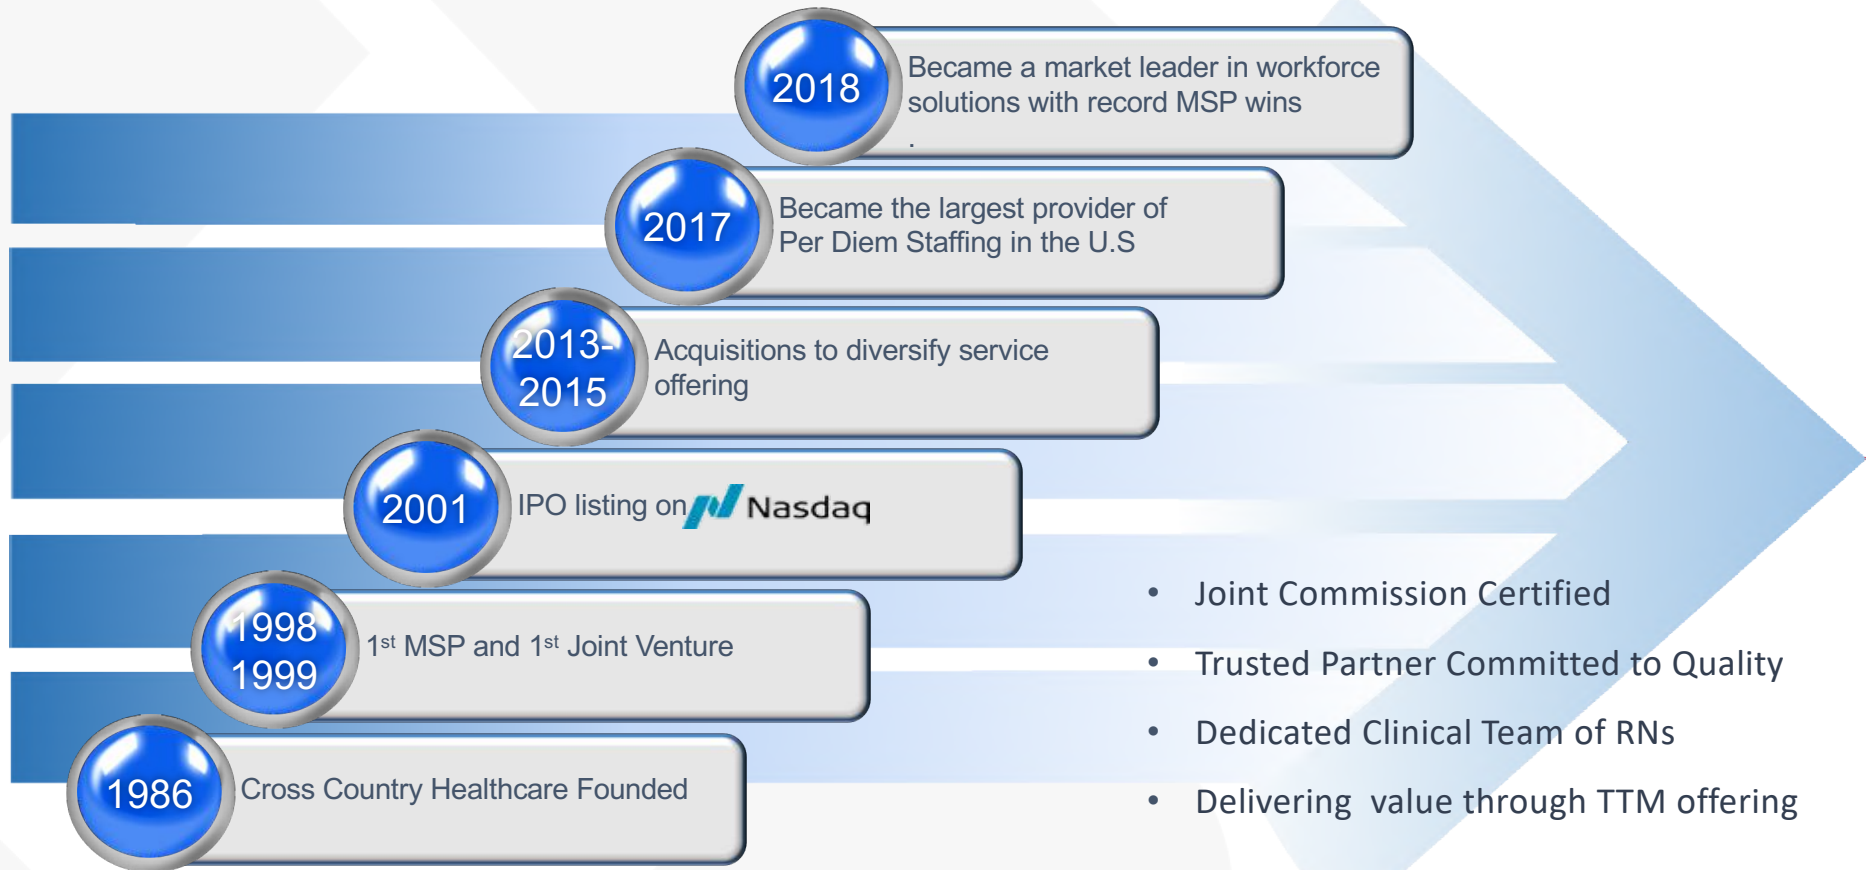 2018
Became a market leader in workforce
solutions with record MSP wins
.
2017
Became the largest provider of
Per Diem Staffing in the U.S
2013-
2015
Acquisitions to diversify service
offering
2001
IPO listing on Nasdaq
1998
1999
1st MSP and 1st Joint Venture
1986
Cross Country Healthcare Founded
• Joint Commission Certified
• Trusted Partner Committed to Quality
• Dedicated Clinical Team of RNs
• Delivering  value through TTM offering